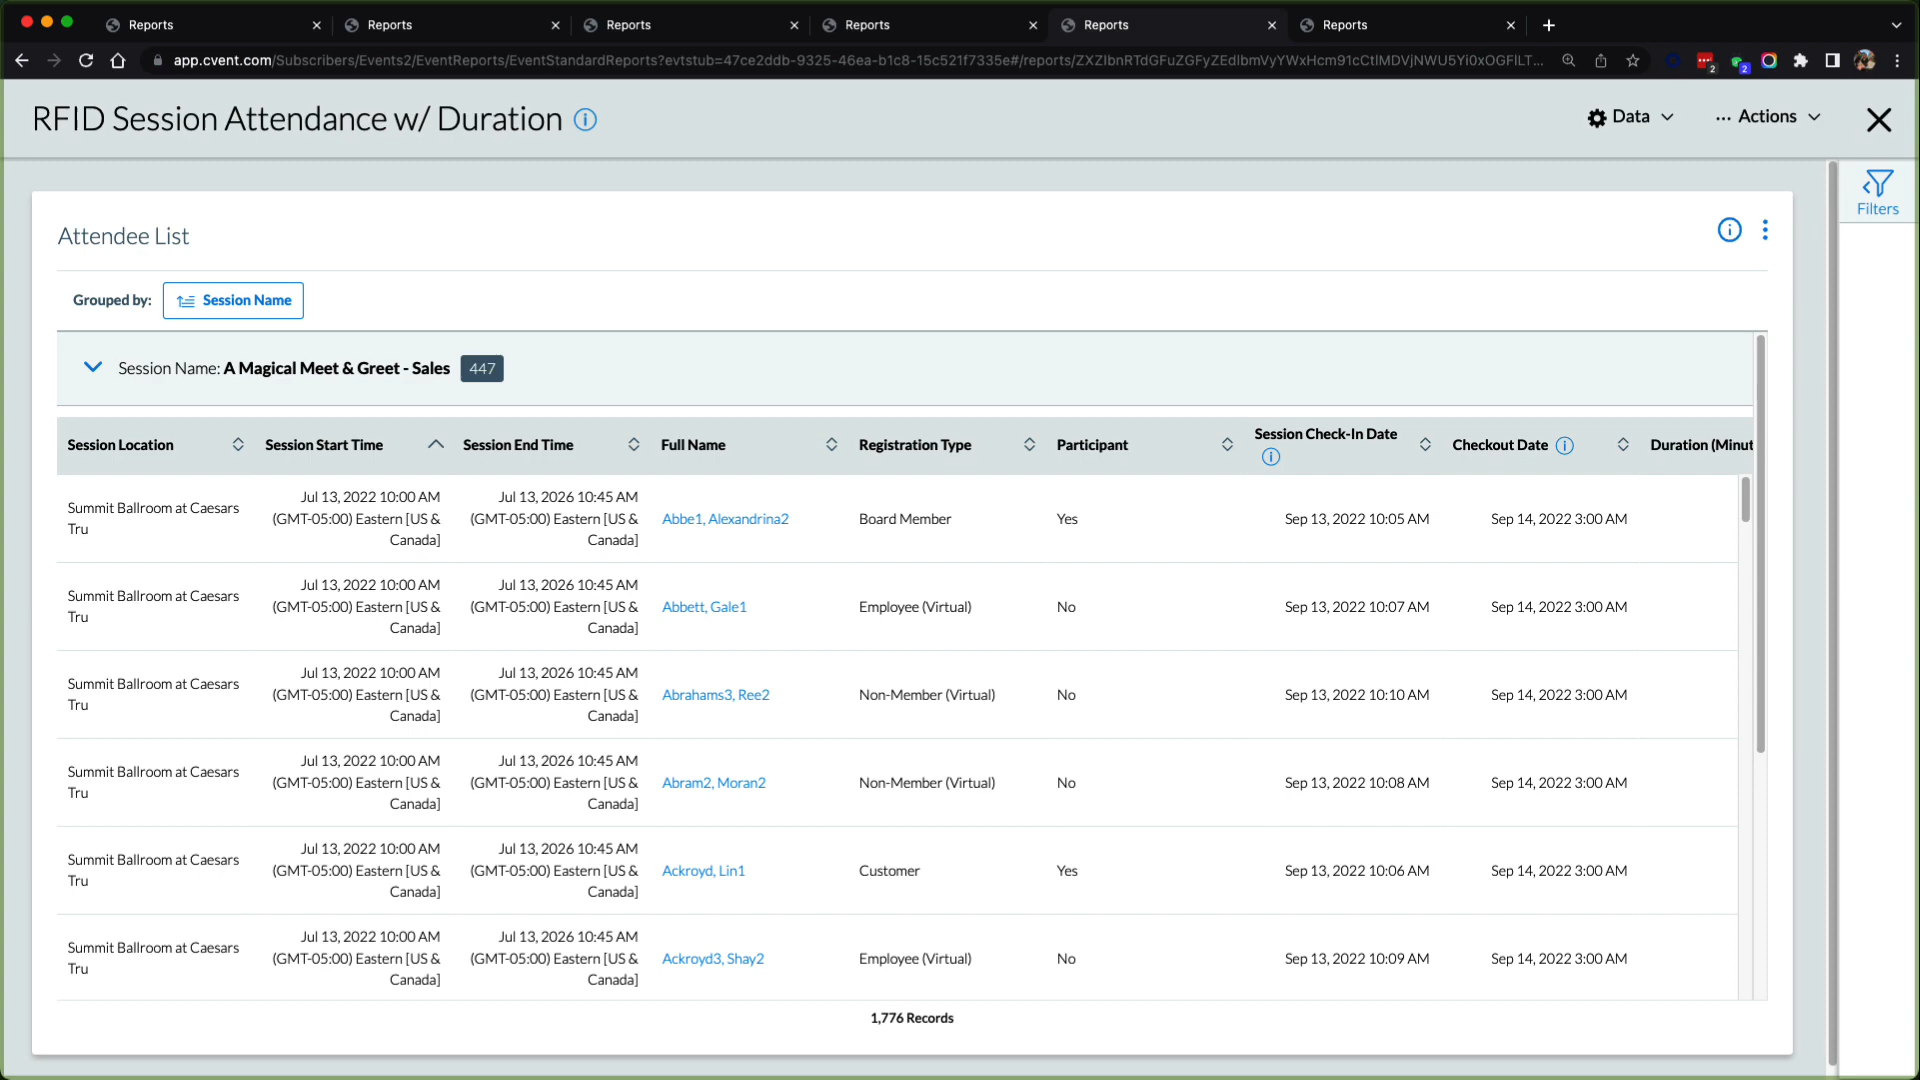 Reports Reports Reports Reports Reports Reports
app.cvent.com/Subscribers/Events2/EventReports/EventStandardReports?evtstub=47ce2ddb-9325-46ea-b1c8-15c521f7335e#/reports/
2 2
RFID Session Attendance w/ Duration
Data
Actions
Filters
Attendee List
Grouped by: Session Name
Session Name: A Magical Meet & Greet - Sales 447
Session Location Session Start Time Session End Time Full Name Registration Type Participant Session Check-In Date Checkout Date Duration (Minut
Summit Ballroom at Caesars Tru Jul 13, 2022 10:00 AM (GMT-05:00) Eastern [US & Canada] Jul 13, 2026 10:45 AM (GMT-05:00) Eastern [US & Canada] Abbe1, Alexandrina2 Board Member Yes Sep 13, 2022 10:05 AM Sep 14, 2022 3:00 AM
Summit Ballroom at Caesars Tru Jul 13, 2022 10:00 AM (GMT-05:00) Eastern [US & Canada] Jul 13, 2026 10:45 AM (GMT-05:00) Eastern [US & Canada] Abbett, Gale1 Employee (Virtual) No Sep 13, 2022 10:07 AM Sep 14, 2022 3:00 AM
Summit Ballroom at Caesars Tru Jul 13, 2022 10:00 AM (GMT-05:00) Eastern [US & Canada] Jul 13, 2026 10:45 AM (GMT-05:00) Eastern [US & Canada] Abrahams3, Ree2 Non-Member (Virtual) No Sep 13, 2022 10:10 AM Sep 14, 2022 3:00 AM
Summit Ballroom at Caesars Tru Jul 13, 2022 10:00 AM (GMT-05:00) Eastern [US & Canada] Jul 13, 2026 10:45 AM (GMT-05:00) Eastern [US & Canada] Abram2, Moran2 Non-Member (Virtual) No Sep 13, 2022 10:08 AM Sep 14, 2022 3:00 AM
Summit Ballroom at Caesars Tru Jul 13, 2022 10:00 AM (GMT-05:00) Eastern [US & Canada] Jul 13, 2026 10:45 AM (GMT-05:00) Eastern [US & Canada] Ackroyd, Lin1 Customer Yes Sep 13, 2022 10:06 AM Sep 14, 2022 3:00 AM
Summit Ballroom at Caesars Tru Jul 13, 2022 10:00 AM (GMT-05:00) Eastern [US & Canada] Jul 13, 2026 10:45 AM (GMT-05:00) Eastern [US & Canada] Ackroyd3, Shay2 Employee (Virtual) No Sep 13, 2022 10:09 AM Sep 14, 2022 3:00 AM
1,776 Records